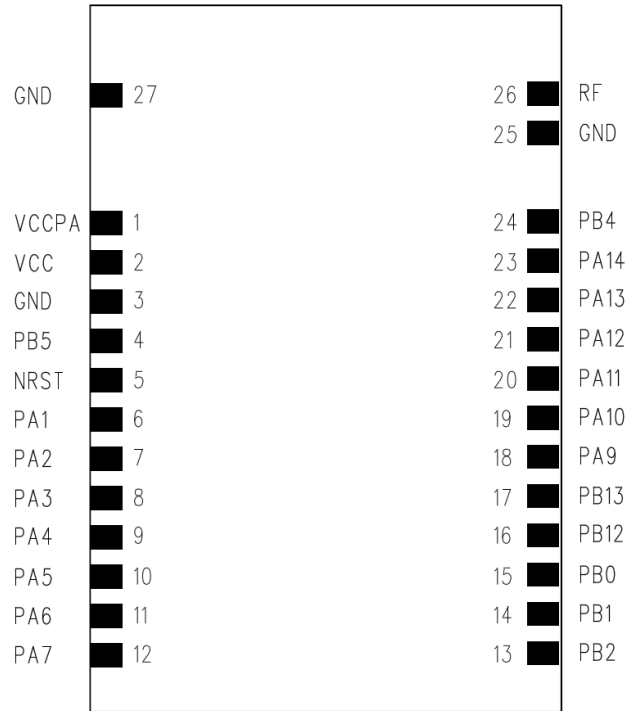 GND 27 26 RF
25 GND
VCCPA 1 24 PB4
VCC 2 23 PA14
GND 3 22 PA13
PB5 4 21 PA12
NRST 5 20 PA11
PA1 6 19 PA10
PA2 7 18 PA9
PA3 8 17 PB13
PA4 9 16 PB12
PA5 10 15 PB0
PA6 11 14 PB1
PA7 12 13 PB2